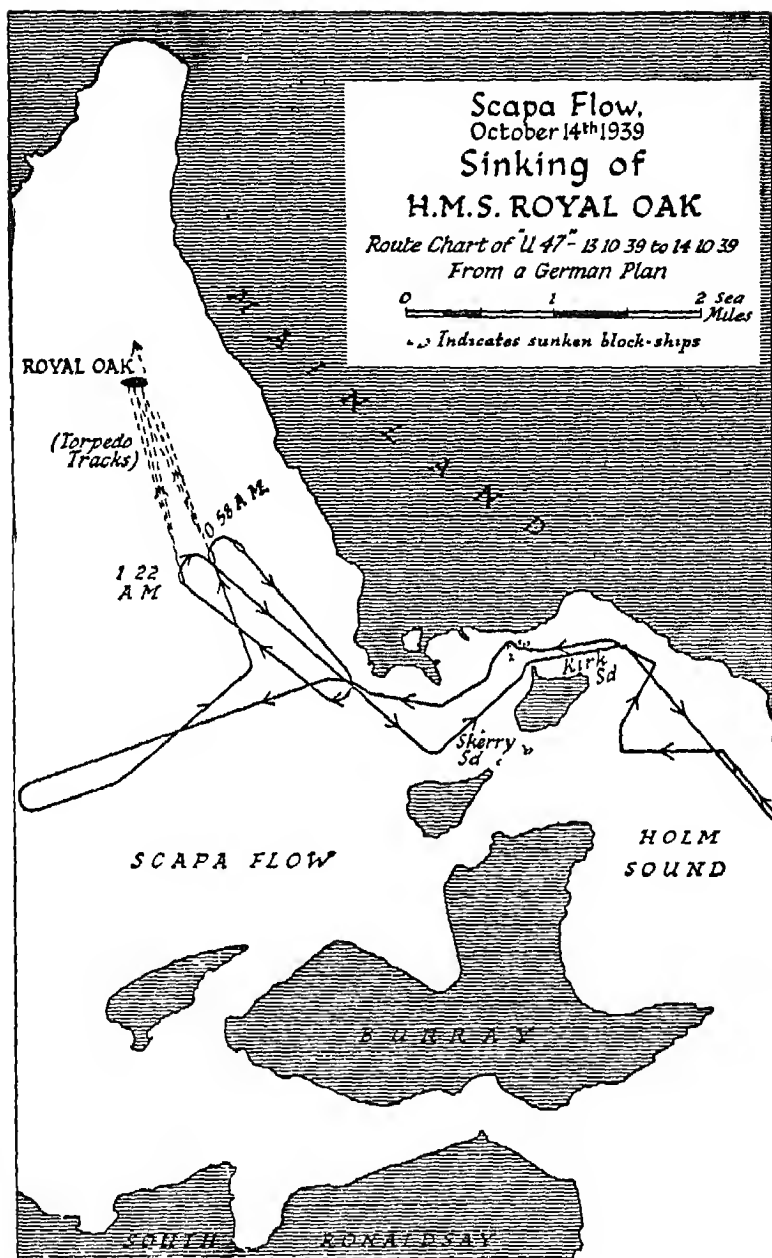 Scapa Flow,
October 14th 1939
Sinking of
H.M.S. ROYAL OAK
Route Chart of "U 47" - 13 10 39 to 14 10 39
From a German Plan
0 1 2 Sea
Miles
Indicates sunken block-ships
MAINLAND
ROYAL OAK
(Torpedo
Tracks)
0 58 A.M.
1 22
A M
Kirk
Sd
Skerry
Sd
SCAPA FLOW
HOLM
SOUND
BURRAY
SOUTH RONALDSAY